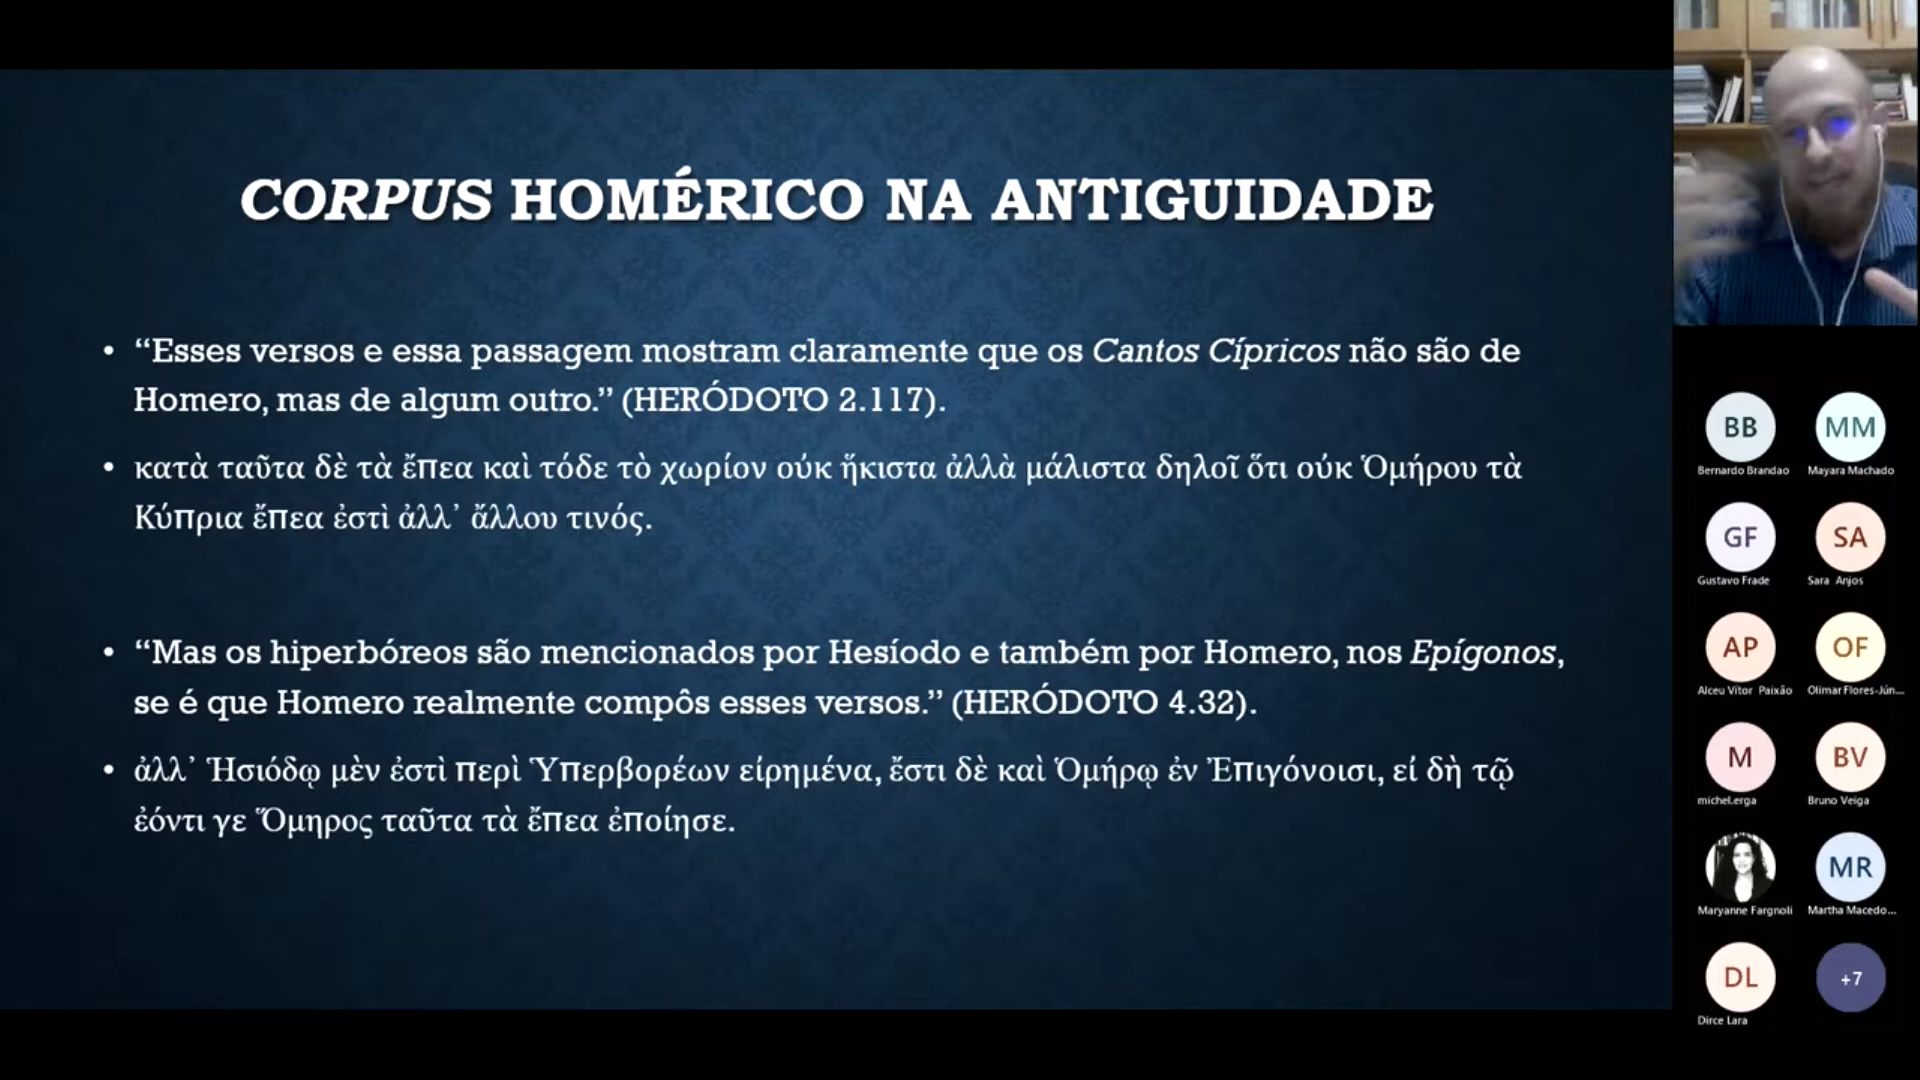 CORPUS HOMÉRICO NA ANTIGUIDADE
• “Esses versos e essa passagem mostram claramente que os Cantos Cípricos não são de
Homero, mas de algum outro.” (HERÓDOTO 2.117).
• κατὰ ταῦτα δὲ τὰ ἔπεα καὶ τόδε τὸ χωρίον οὐκ ἥκιστα ἀλλὰ μάλιστα δηλοῖ ὅτι οὐκ Ὁμήρου τὰ
Κύπρια ἔπεα ἐστὶ ἀλλ᾽ ἄλλου τινός.
• “Mas os hiperbóreos são mencionados por Hesíodo e também por Homero, nos Epígonos,
se é que Homero realmente compôs esses versos.” (HERÓDOTO 4.32).
• ἀλλ᾽ Ἡσιόδῳ μὲν ἐστὶ περὶ Ὑπερβορέων εἰρημένα, ἔστι δὲ καὶ Ὁμήρῳ ἐν Ἐπιγόνοισι, εἰ δὴ τῷ
ἐόντι γε Ὅμηρος ταῦτα τὰ ἔπεα ἐποίησε.
BB MM
Bernardo Brandao Mayara Machado
GF SA
Gustavo Frade Sara Anjos
AP OF
Alceu Vítor Paixão Olimar Flores-Jún...
M BV
michel.erga Bruno Veiga
MR
Maryanne Fargnoli Martha Macedo...
DL +7
Dirce Lara